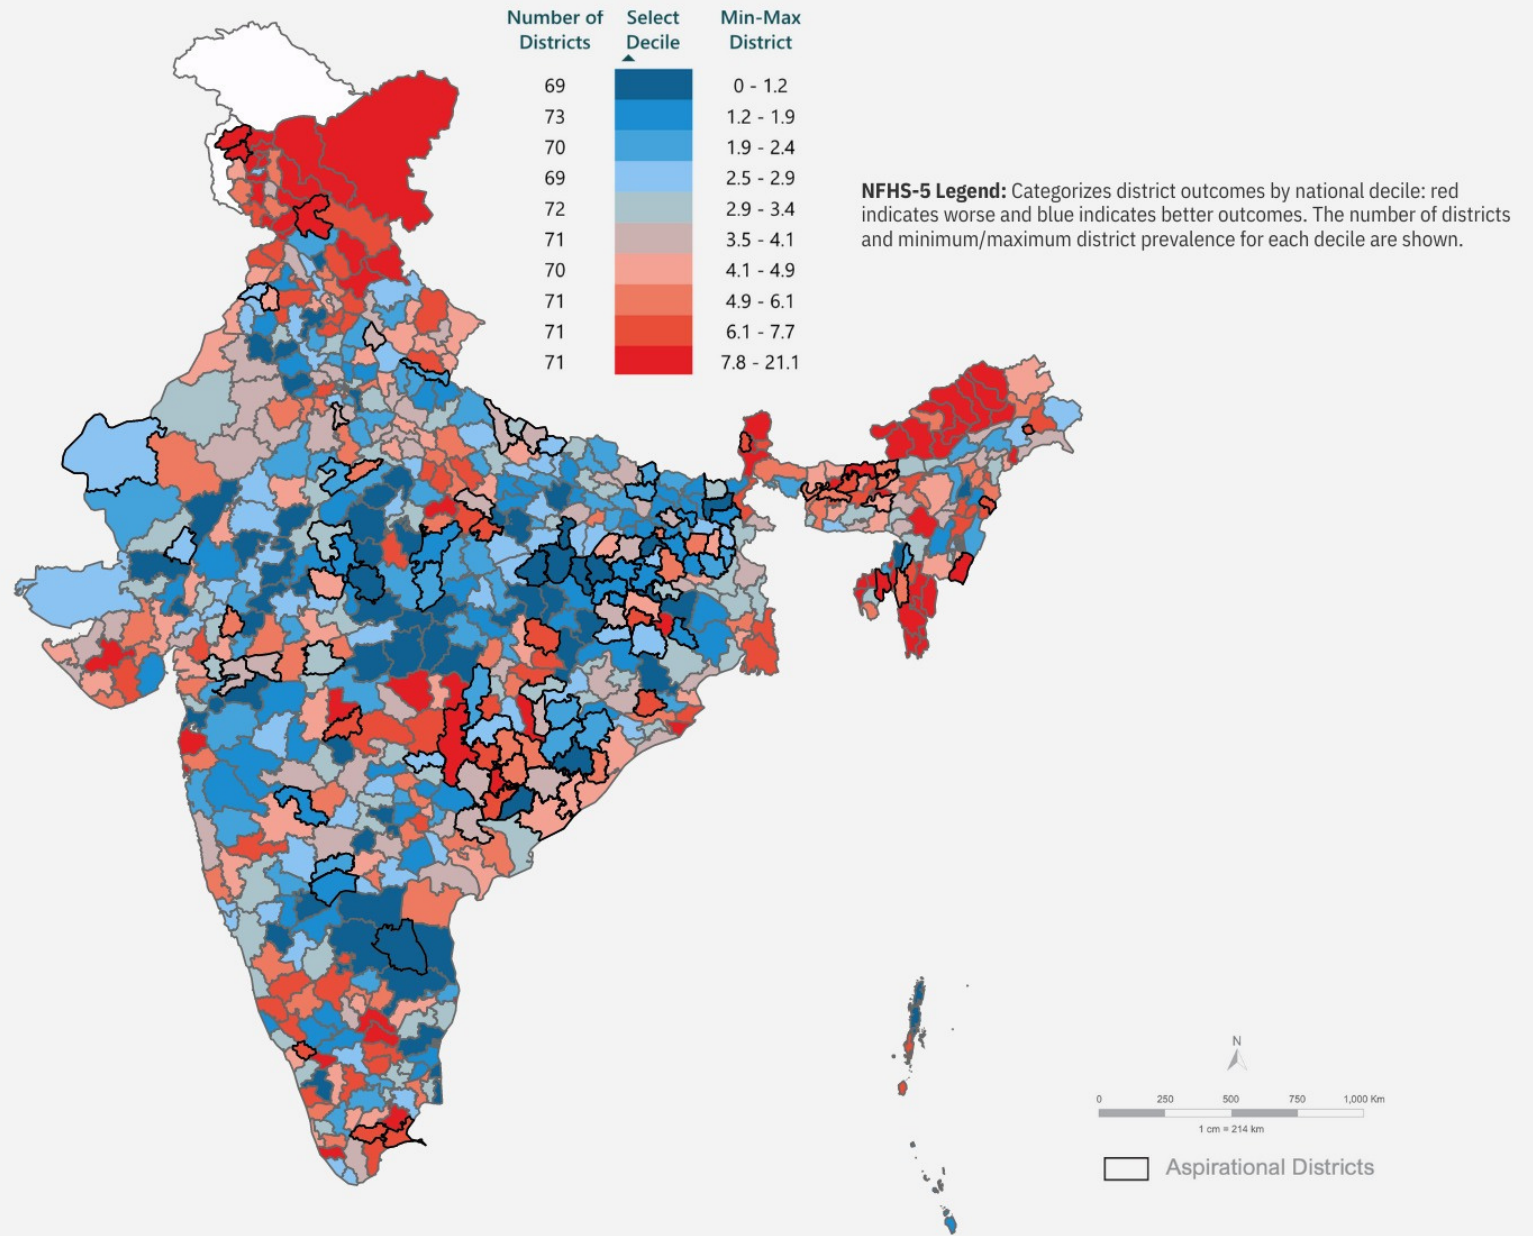 Number of Districts
Select Decile
Min-Max District
69 0 - 1.2
73 1.2 - 1.9
70 1.9 - 2.4
69 2.5 - 2.9
72 2.9 - 3.4
71 3.5 - 4.1
70 4.1 - 4.9
71 4.9 - 6.1
71 6.1 - 7.7
71 7.8 - 21.1
NFHS-5 Legend: Categorizes district outcomes by national decile: red
indicates worse and blue indicates better outcomes. The number of districts
and minimum/maximum district prevalence for each decile are shown.
N
0 250 500 750 1,000 Km
1 cm = 214 km
Aspirational Districts